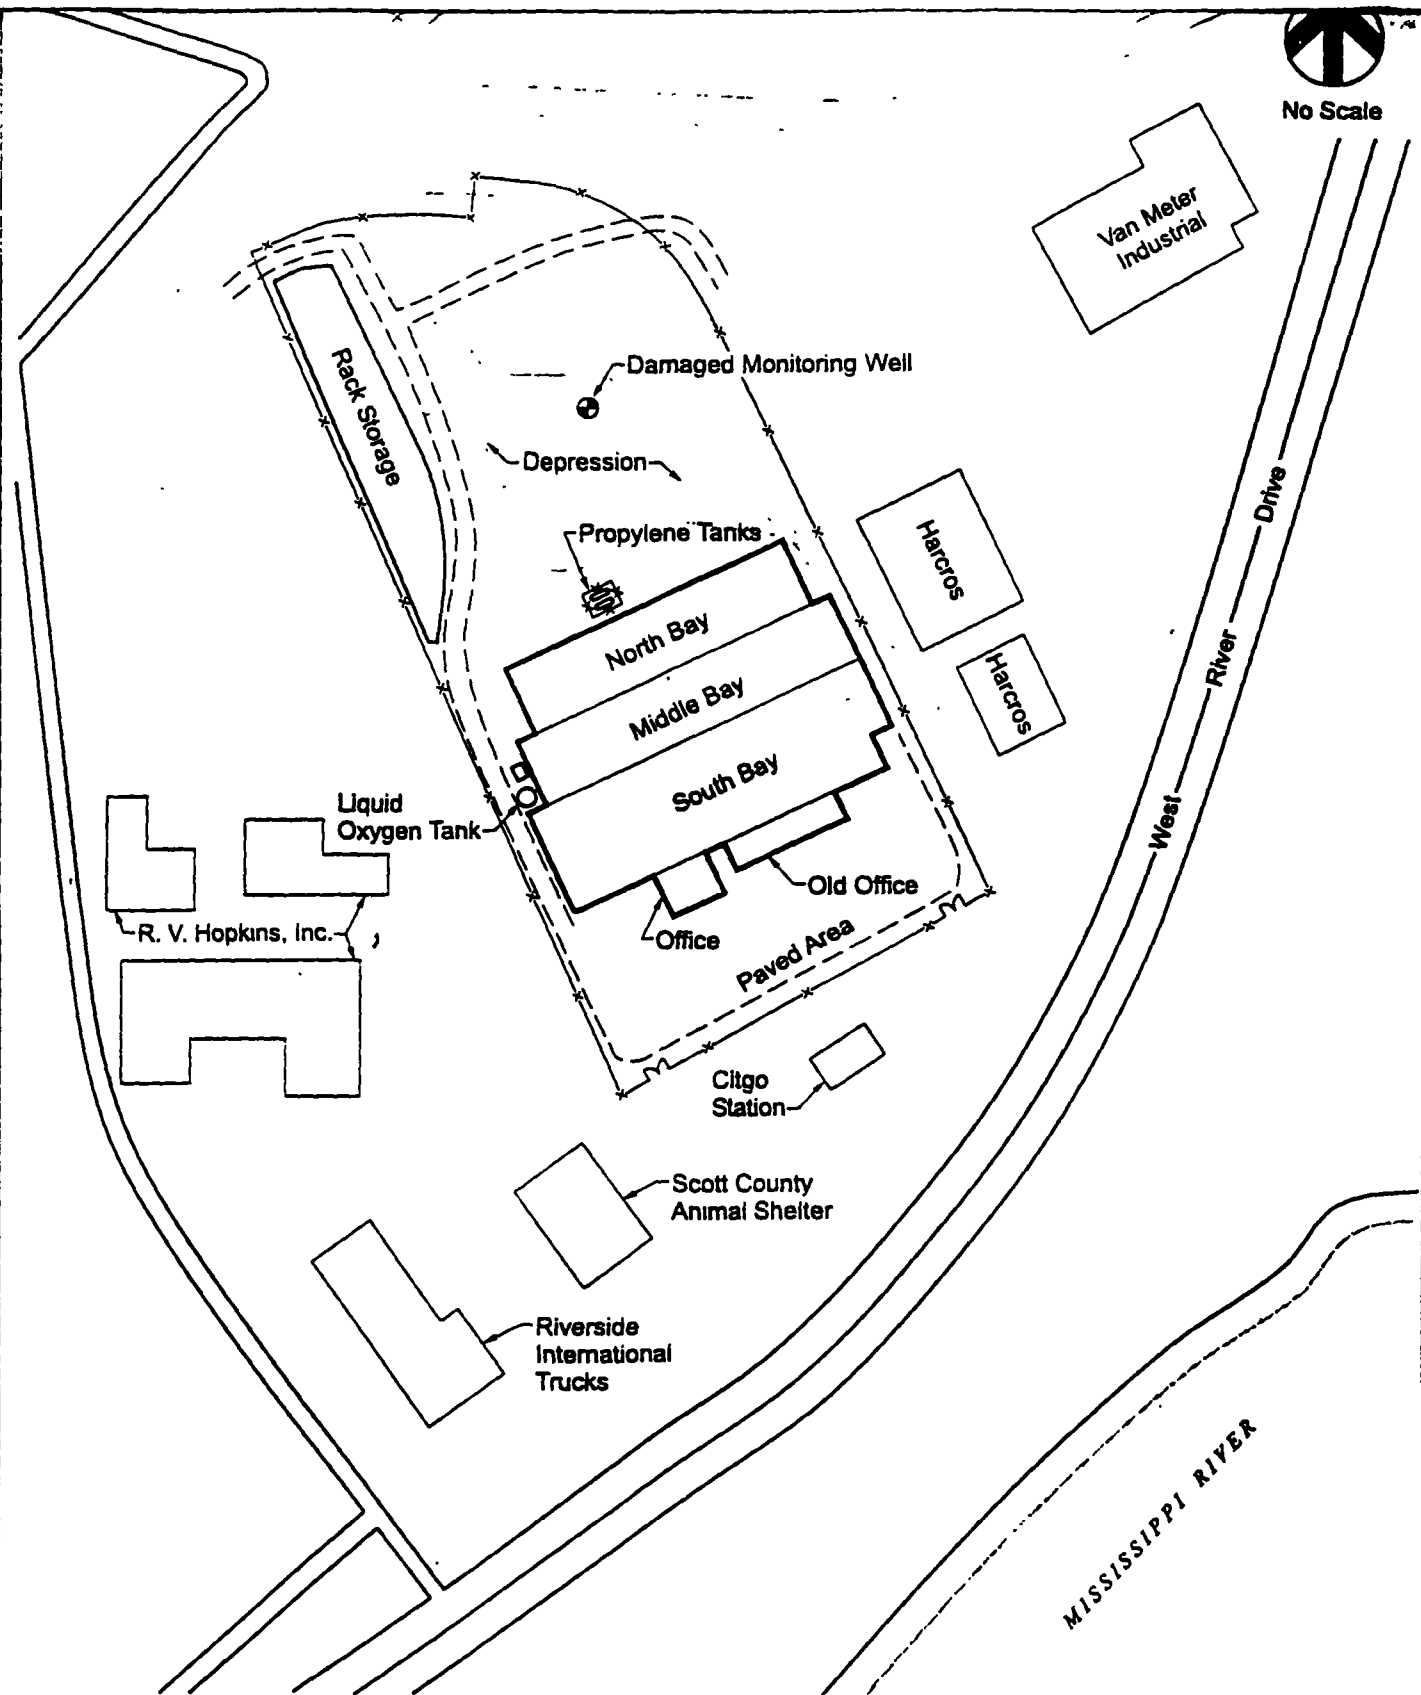 No Scale
Van Meter
Industrial
Damaged Monitoring Well
Rack Storage
Depression
Propylene Tanks
Harcros
North Bay
Middle Bay
South Bay
Harcros
West River Drive
Liquid
Oxygen Tank
Old Office
R. V. Hopkins, Inc.
Office
Paved Area
Citgo
Station
Scott County
Animal Shelter
Riverside
International
Trucks
MISSISSIPPI RIVER